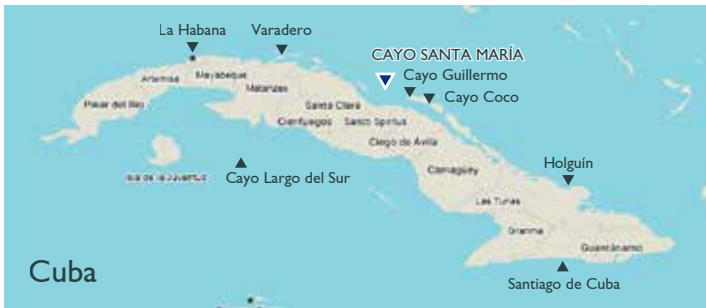 La Habana
Varadero
CAYO SANTA MARÍA
Cayo Guillermo
Cayo Coco
Artemisa
Mayabeque
Matanzas
Pinar del Río
Santa Clara
Cienfuegos
Sancti Spíritus
Ciego de Ávila
Isla de la Juventud
Cayo Largo del Sur
Camagüey
Holguín
Las Tunas
Granma
Guantánamo
Cuba
Santiago de Cuba